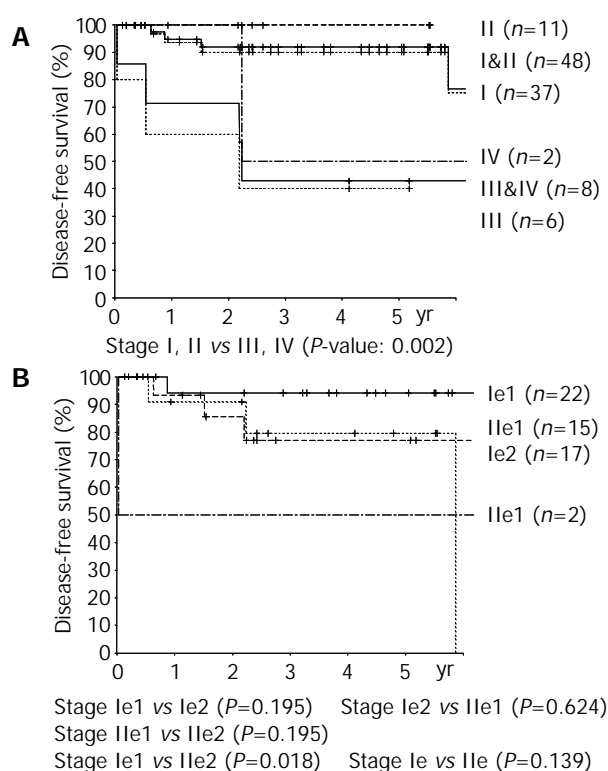 A
Disease-free survival (%)
100
90
80
70
60
50
40
30
20
10
0
II (n=11)
I&II (n=48)
I (n=37)
IV (n=2)
III&IV (n=8)
III (n=6)
0 1 2 3 4 5 yr
Stage I, II vs III, IV (P-value: 0.002)
B
Disease-free survival (%)
100
90
80
70
60
50
40
30
20
10
0
Ie1 (n=22)
IIe1 (n=15)
Ie2 (n=17)
IIe1 (n=2)
0 1 2 3 4 5 yr
Stage Ie1 vs Ie2 (P=0.195) Stage Ie2 vs IIe1 (P=0.624)
Stage IIe1 vs IIe2 (P=0.195)
Stage Ie1 vs IIe2 (P=0.018) Stage Ie vs IIe (P=0.139)